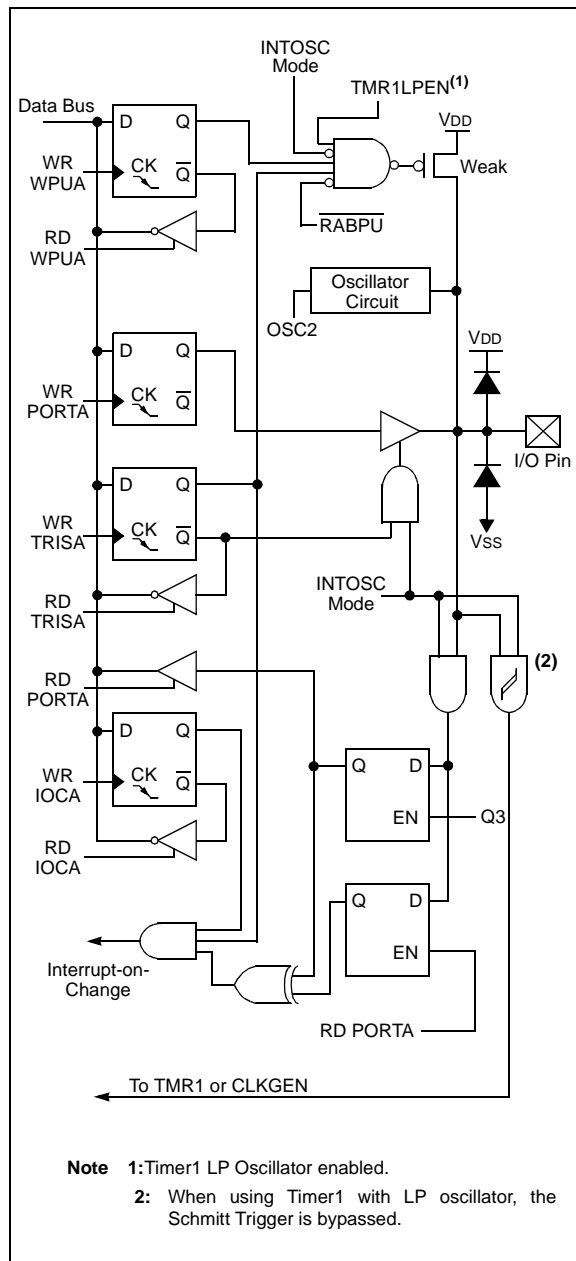 INTOSC
Mode
TMR1LPEN(1)
Data Bus
D Q
VDD
WR
WPUA
CK Q
Weak
RD
WPUA
RABPU
Oscillator
Circuit
OSC2
VDD
D Q
WR
PORTA
CK Q
I/O Pin
D Q
WR
TRISA
CK Q
VSS
INTOSC
Mode
RD
TRISA
(2)
RD
PORTA
D Q
WR
IOCA
CK Q
Q D
EN
Q3
RD
IOCA
Q D
EN
Interrupt-on-
Change
RD PORTA
To TMR1 or CLKGEN
Note 1:Timer1 LP Oscillator enabled.
2: When using Timer1 with LP oscillator, the
Schmitt Trigger is bypassed.